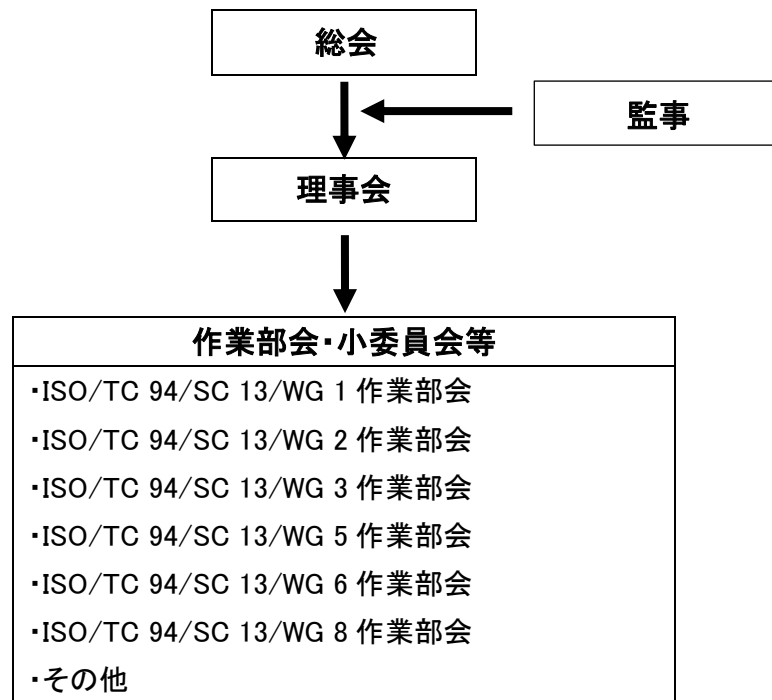 総会
監事
理事会
作業部会・小委員会等
・ISO/TC 94/SC 13/WG 1 作業部会
・ISO/TC 94/SC 13/WG 2 作業部会
・ISO/TC 94/SC 13/WG 3 作業部会
・ISO/TC 94/SC 13/WG 5 作業部会
・ISO/TC 94/SC 13/WG 6 作業部会
・ISO/TC 94/SC 13/WG 8 作業部会
・その他